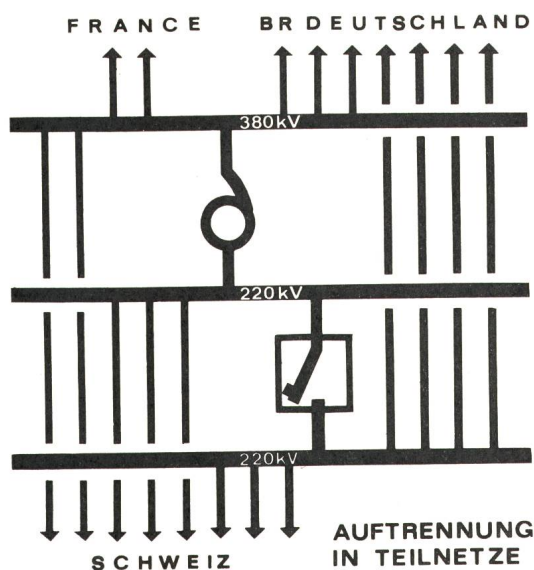 FRANCE
BR DEUTSCHLAND
380kV
220kV
220kV
SCHWEIZ
AUFTRENNUNG
IN TEILNETZE